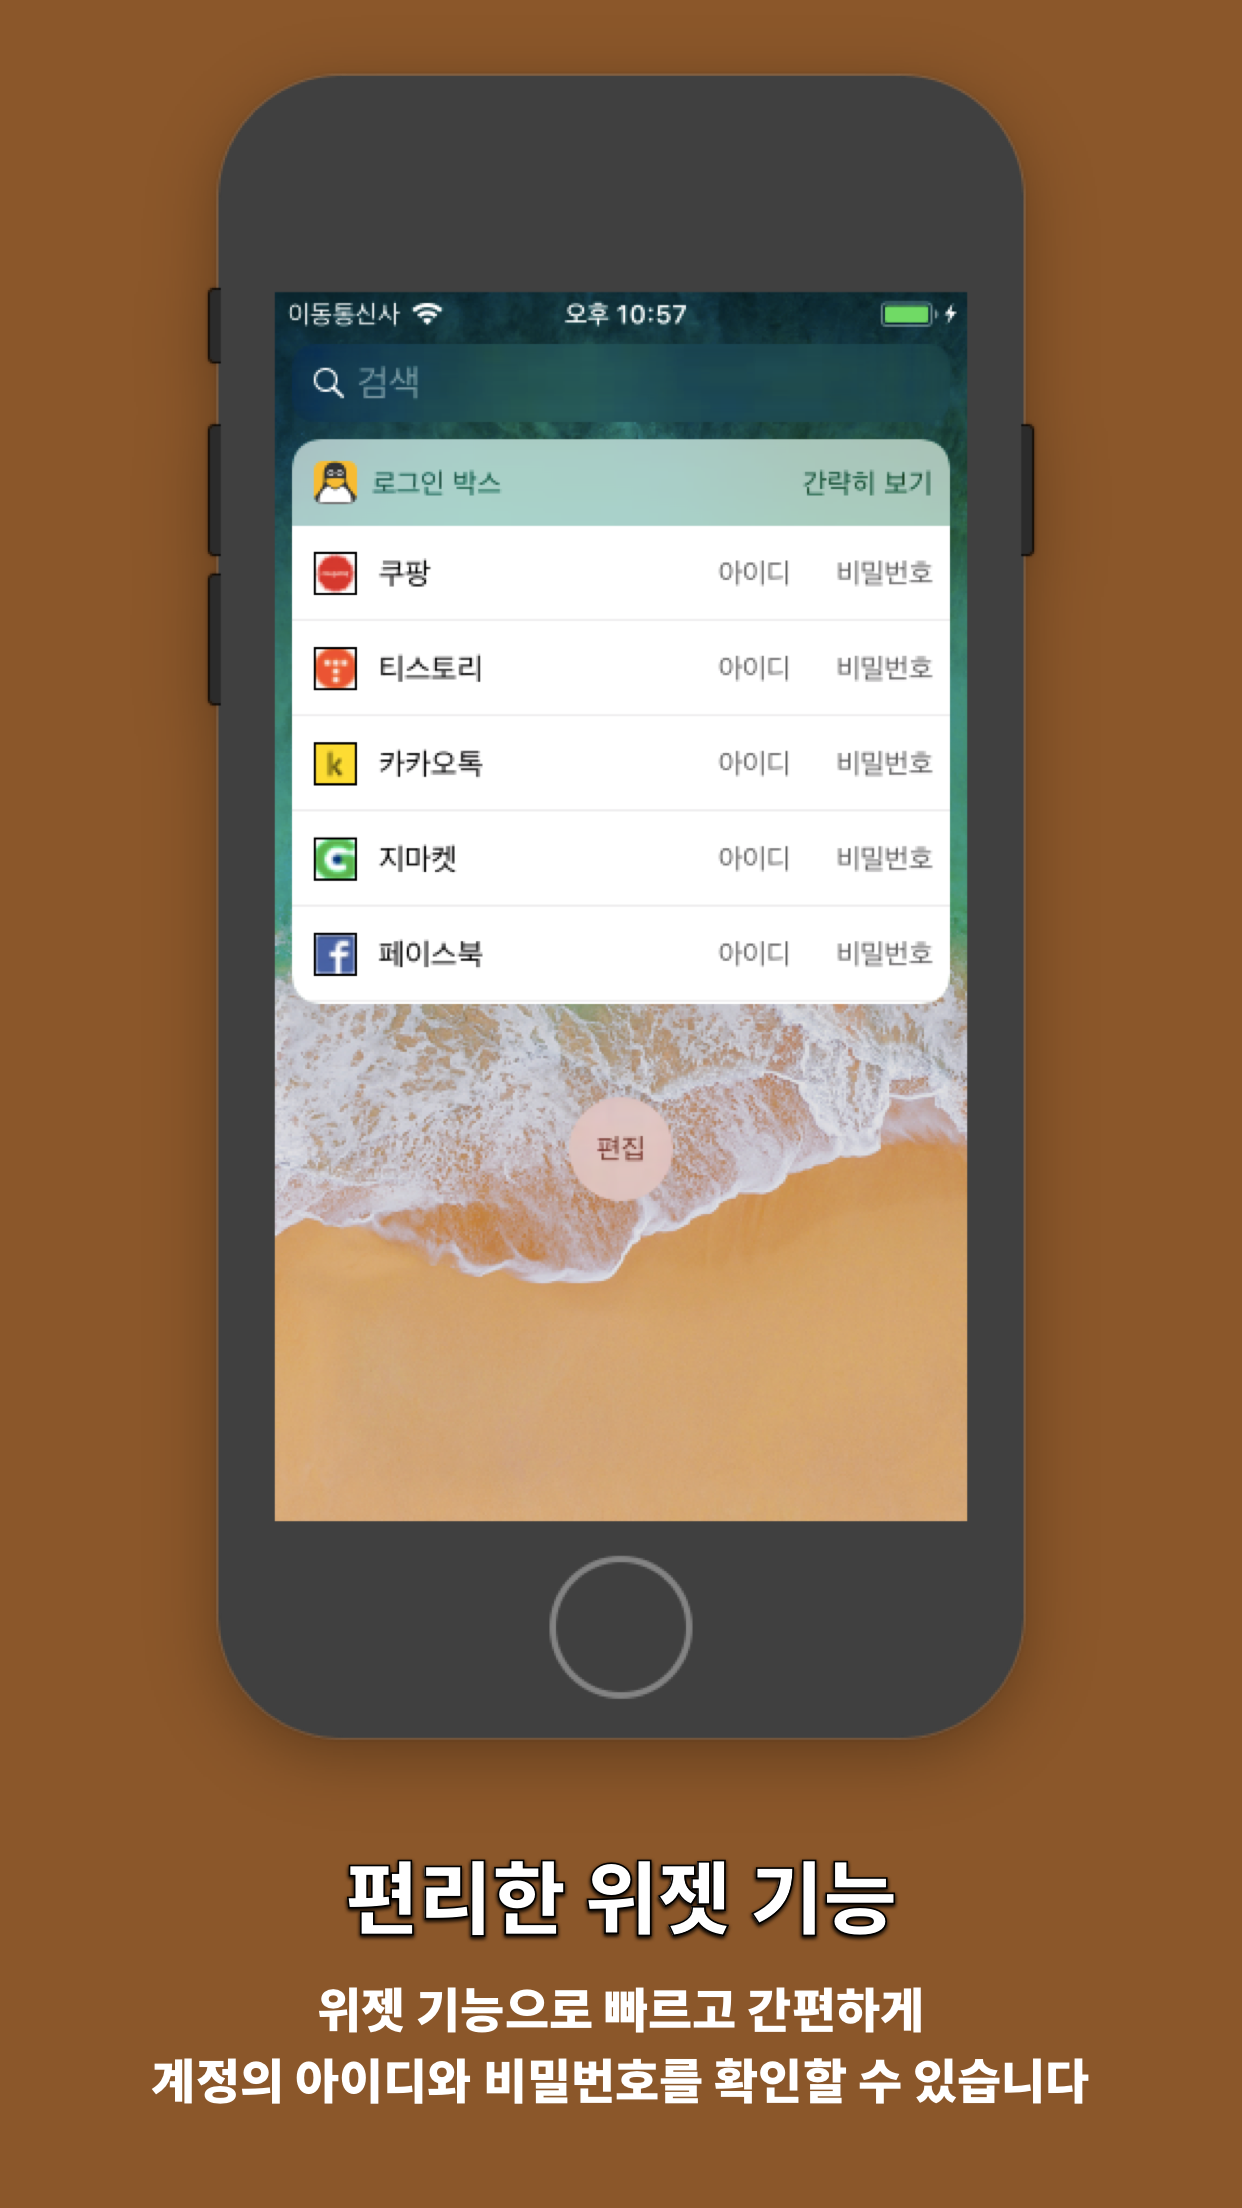 이동통신사 오후 10:57
검색
로그인 박스 간략히 보기
쿠팡 아이디 비밀번호
티스토리 아이디 비밀번호
k 카카오톡 아이디 비밀번호
G 지마켓 아이디 비밀번호
f 페이스북 아이디 비밀번호
편집
편리한 위젯 기능
위젯 기능으로 빠르고 간편하게
계정의 아이디와 비밀번호를 확인할 수 있습니다